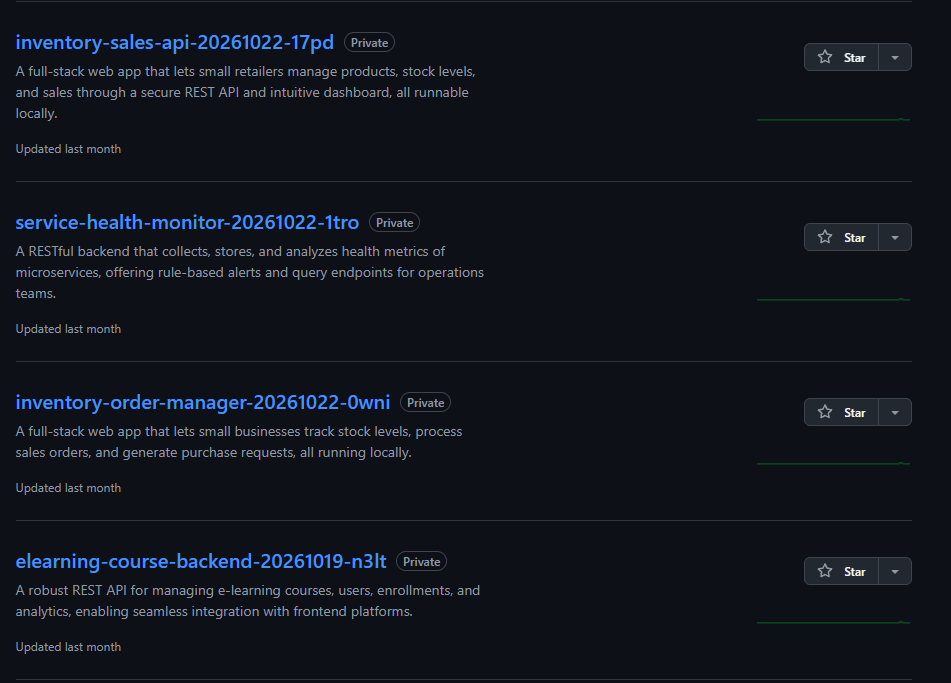 inventory-sales-api-20261022-17pd Private
Star
A full-stack web app that lets small retailers manage products, stock levels,
and sales through a secure REST API and intuitive dashboard, all runnable
locally.
Updated last month
service-health-monitor-20261022-1tro Private
Star
A RESTful backend that collects, stores, and analyzes health metrics of
microservices, offering rule-based alerts and query endpoints for operations
teams.
Updated last month
inventory-order-manager-20261022-0wni Private
Star
A full-stack web app that lets small businesses track stock levels, process
sales orders, and generate purchase requests, all running locally.
Updated last month
elearning-course-backend-20261019-n3lt Private
Star
A robust REST API for managing e-learning courses, users, enrollments, and
analytics, enabling seamless integration with frontend platforms.
Updated last month